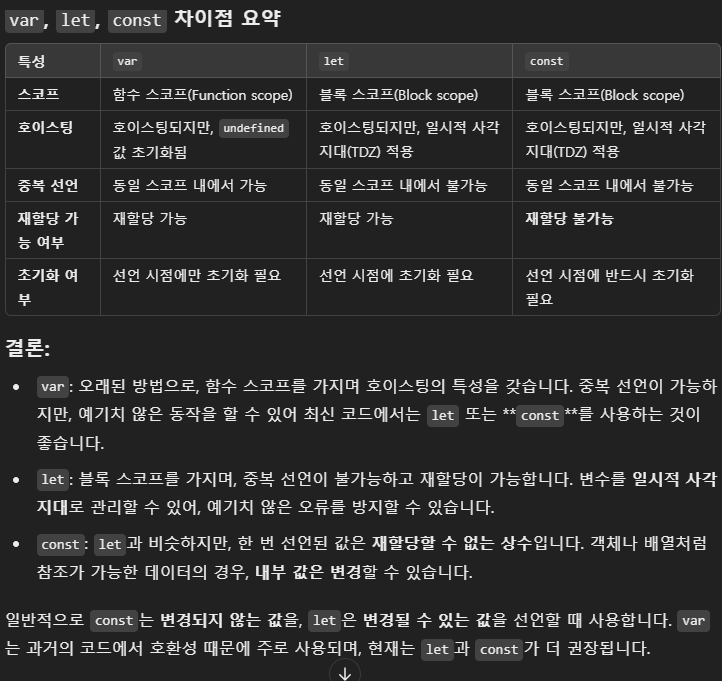 var, let, const 차이점 요약
특성 var let const
스코프 함수 스코프(Function scope) 블록 스코프(Block scope) 블록 스코프(Block scope)
호이스팅 호이스팅되지만, undefined 호이스팅되지만, 일시적 사각 호이스팅되지만, 일시적 사각
값 초기화됨 지대(TDZ) 적용 지대(TDZ) 적용
중복 선언 동일 스코프 내에서 가능 동일 스코프 내에서 불가능 동일 스코프 내에서 불가능
재할당 가 재할당 가능 재할당 가능 재할당 불가능
능 여부
초기화 여 선언 시점에만 초기화 필요 선언 시점에 초기화 필요 선언 시점에 반드시 초기화
부 필요
결론:
• var: 오래된 방법으로, 함수 스코프를 가지며 호이스팅의 특성을 갖습니다. 중복 선언이 가능하
지만, 예기치 않은 동작을 할 수 있어 최신 코드에서는 let 또는 **const**를 사용하는 것이
좋습니다.
• let: 블록 스코프를 가지며, 중복 선언이 불가능하고 재할당이 가능합니다. 변수를 일시적 사각
지대로 관리할 수 있어, 예기치 않은 오류를 방지할 수 있습니다.
• const: let과 비슷하지만, 한 번 선언된 값은 재할당할 수 없는 상수입니다. 객체나 배열처럼
참조가 가능한 데이터의 경우, 내부 값은 변경할 수 있습니다.
일반적으로 const는 변경되지 않는 값을, let은 변경될 수 있는 값을 선언할 때 사용합니다. var
는 과거의 코드에서 호환성 때문에 주로 사용되며, 현재는 let과 const가 더 권장됩니다.